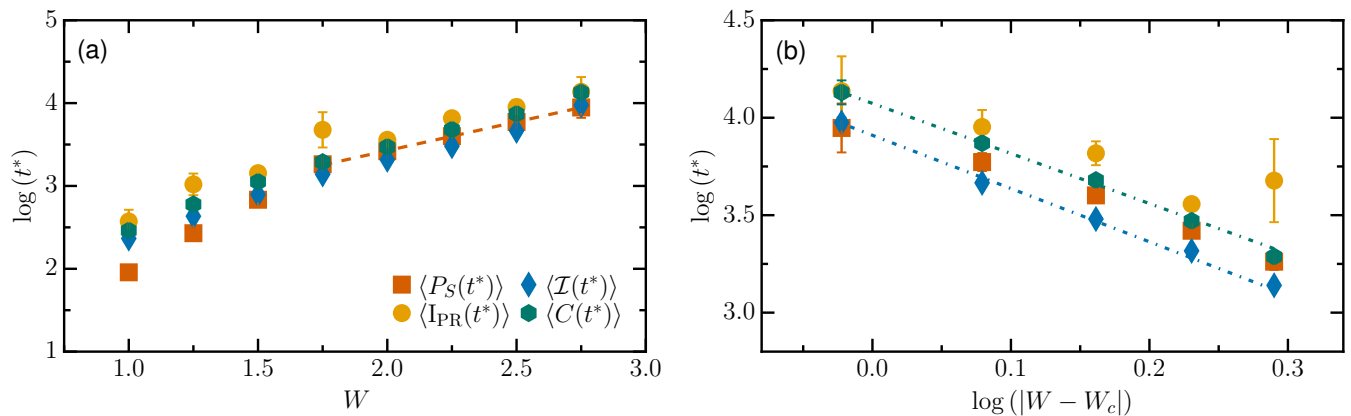 (a)
log (t*)
5
4
3
2
1
1.0 1.5 2.0 2.5 3.0
W
⟨P_S(t*)⟩ ⟨𝓘(t*)⟩
⟨I_PR(t*)⟩ ⟨C(t*)⟩
(b)
log (t*)
4.5
4.0
3.5
3.0
0.0 0.1 0.2 0.3
log (|W − W_c|)